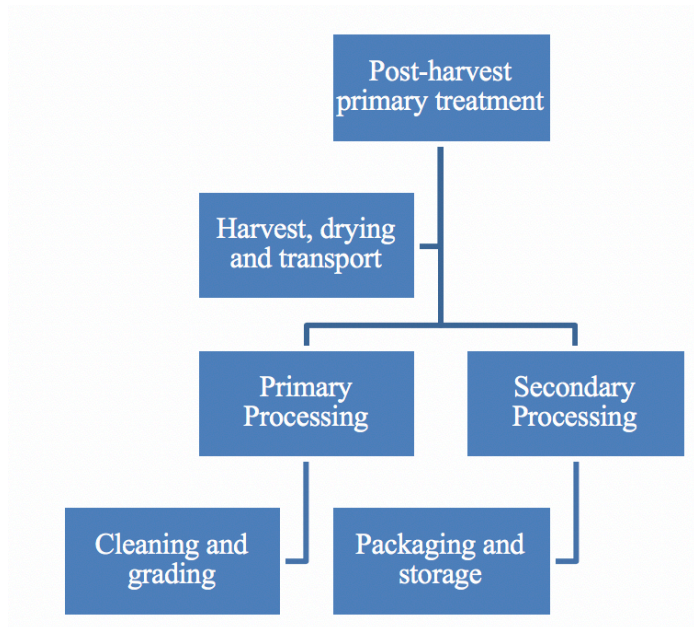 Post-harvest
primary treatment
Harvest, drying
and transport
Primary
Processing
Secondary
Processing
Cleaning and
grading
Packaging and
storage